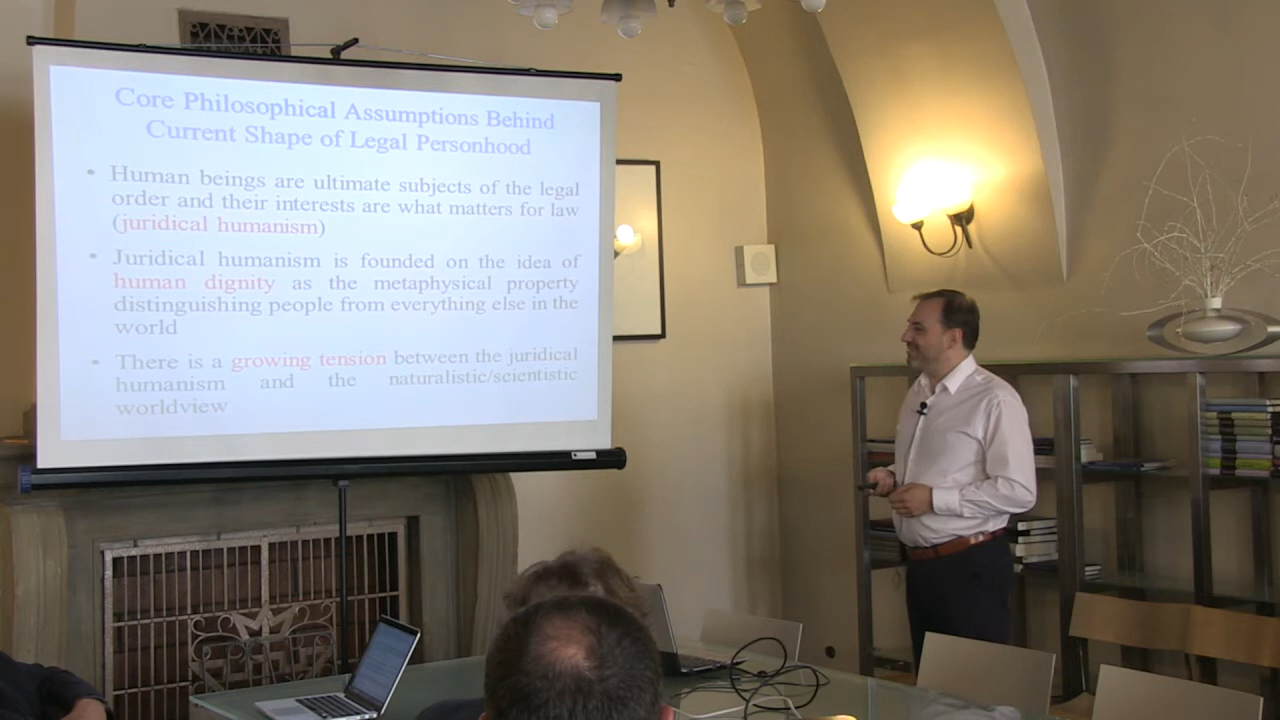 Core Philosophical Assumptions Behind
Current Shape of Legal Personhood
• Human beings are ultimate subjects of the legal
order and their interests are what matters for law
(juridical humanism)
• Juridical humanism is founded on the idea of
human dignity as the metaphysical property
distinguishing people from everything else in the
world
• There is a growing tension between the juridical
humanism and the naturalistic/scientistic
worldview